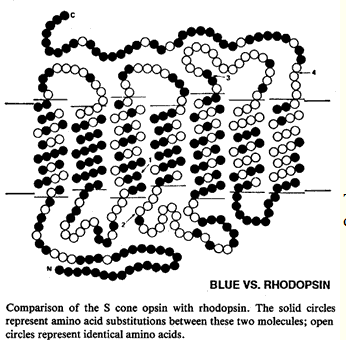 C
3
4
1
2
N
BLUE VS. RHODOPSIN
Comparison of the S cone opsin with rhodopsin. The solid circles
represent amino acid substitutions between these two molecules; open
circles represent identical amino acids.